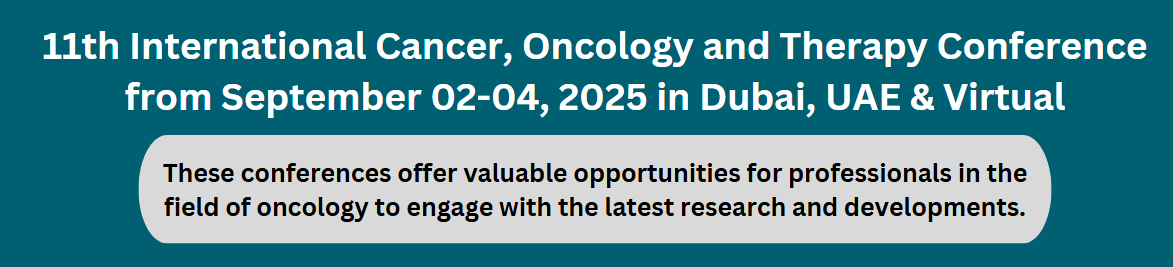 11th International Cancer, Oncology and Therapy Conference
from September 02-04, 2025 in Dubai, UAE & Virtual
These conferences offer valuable opportunities for professionals in the
field of oncology to engage with the latest research and developments.